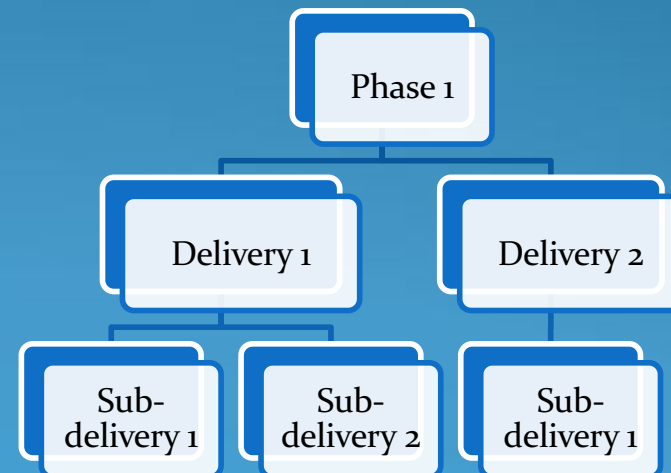 Phase 1
Delivery 1
Delivery 2
Sub-
delivery 1
Sub-
delivery 2
Sub-
delivery 1